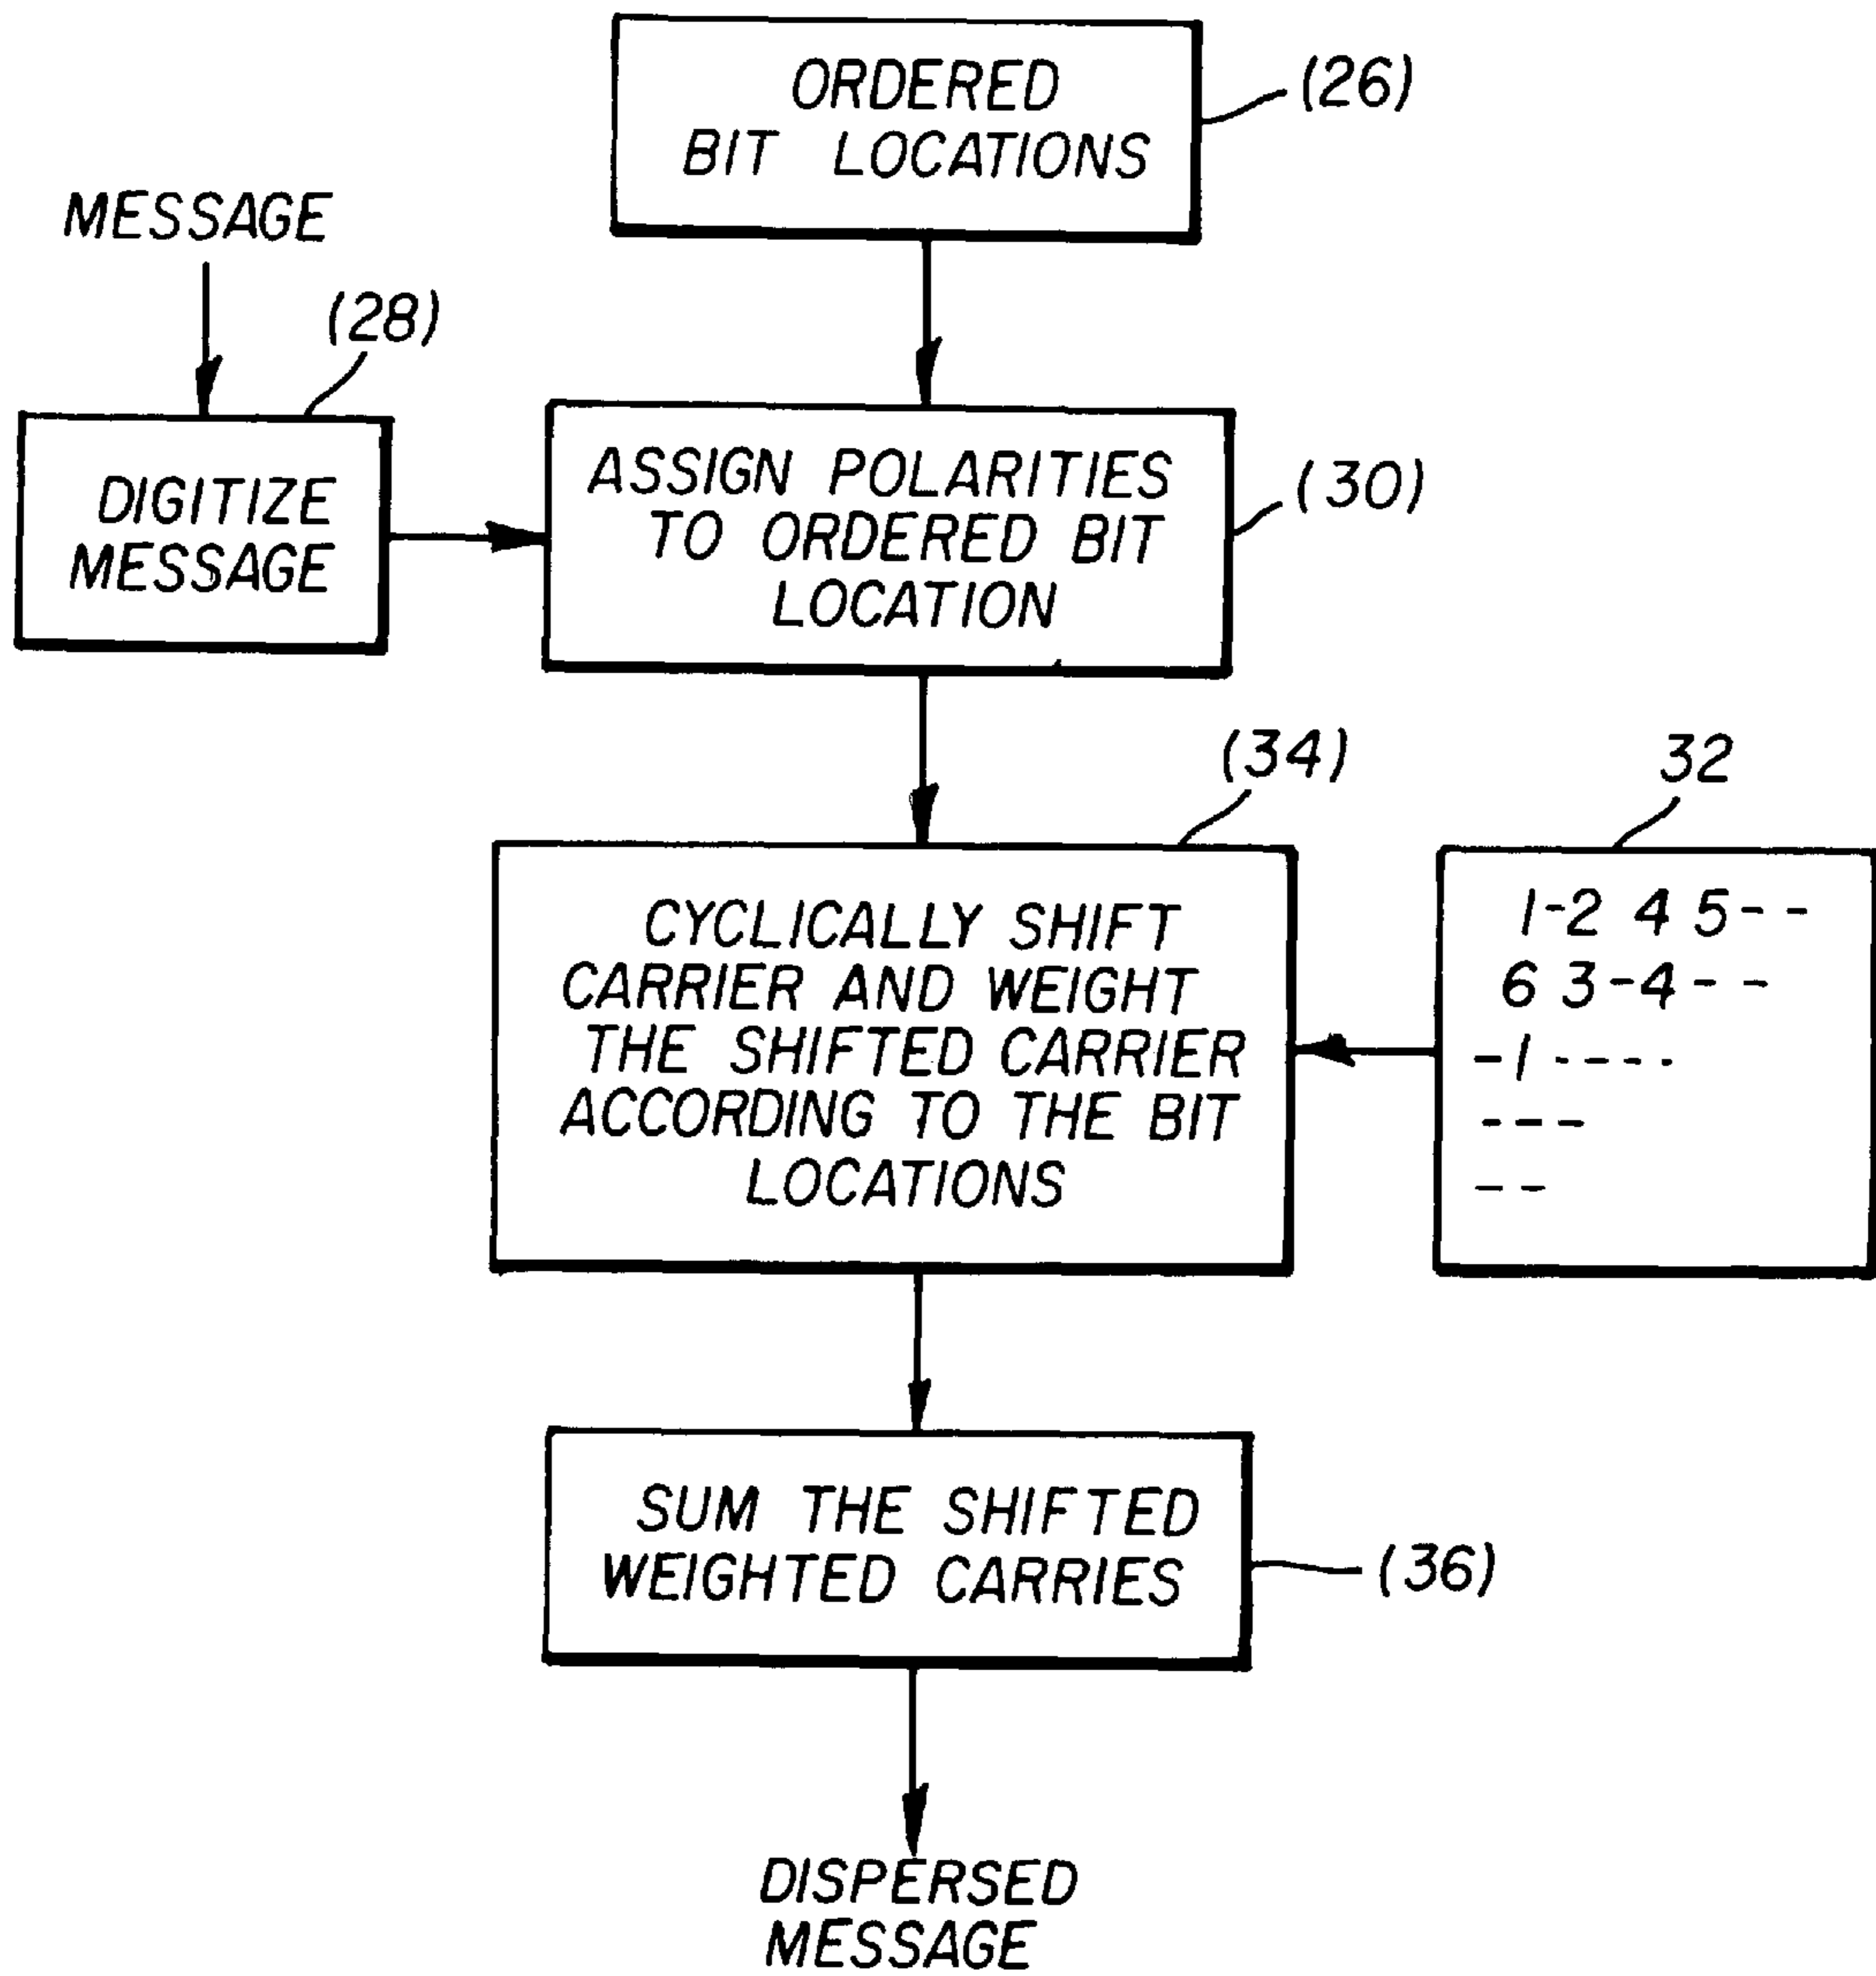 ORDERED
BIT LOCATIONS
(26)
MESSAGE
(28)
DIGITIZE
MESSAGE
ASSIGN POLARITIES
TO ORDERED BIT
LOCATION
(30)
(34)
32
CYCLICALLY SHIFT
CARRIER AND WEIGHT
THE SHIFTED CARRIER
ACCORDING TO THE BIT
LOCATIONS
1-2 4 5--
6 3-4--
-1----
---
--
SUM THE SHIFTED
WEIGHTED CARRIES
(36)
DISPERSED
MESSAGE